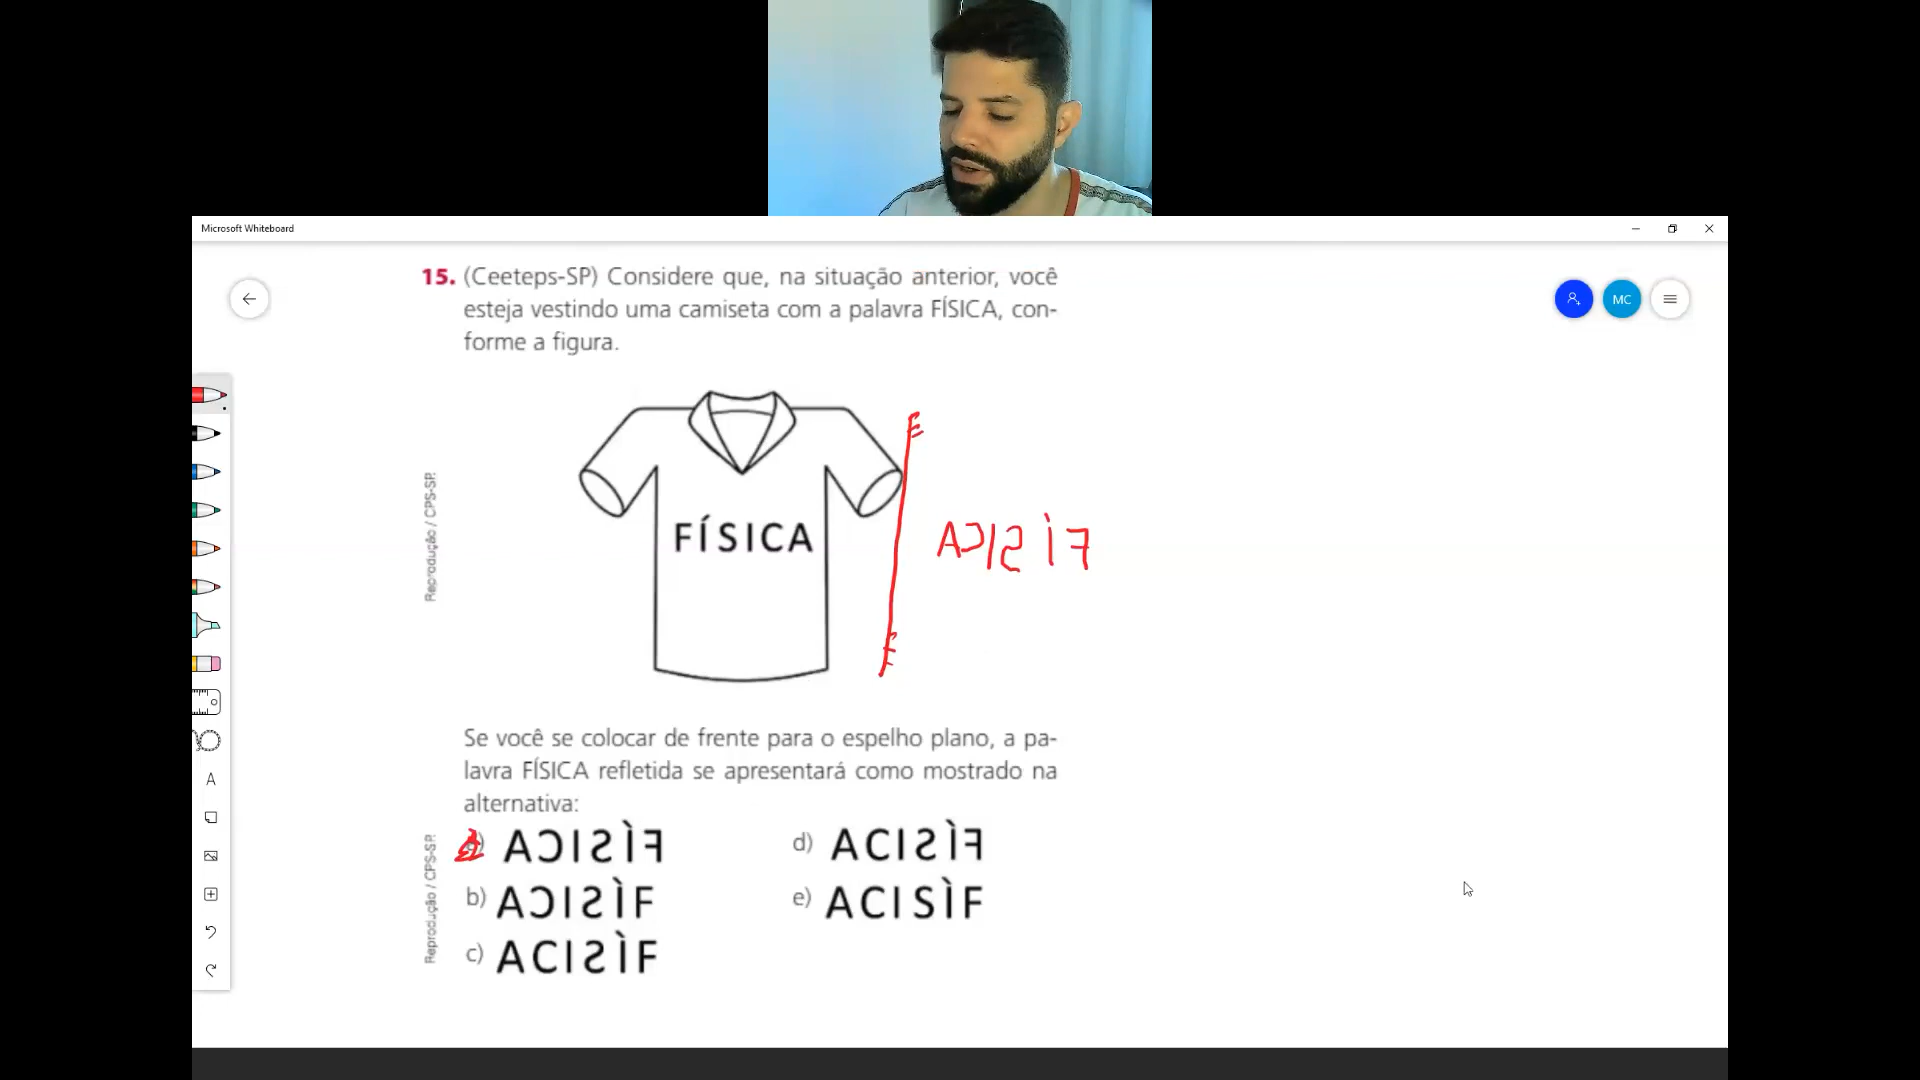 Microsoft Whiteboard
MC
15. (Ceeteps-SP) Considere que, na situação anterior, você
esteja vestindo uma camiseta com a palavra FÍSICA, con-
forme a figura.
Reprodução / CPS-SP.
FÍSICA
AƆISÌF
Se você se colocar de frente para o espelho plano, a pa-
lavra FÍSICA refletida se apresentará como mostrado na
alternativa:
Reprodução / CPS-SP.
a) AƆIƧÌꟻ
b) AƆIƧÌF
c) ACIƧÌF
d) ACIƧÌꟻ
e) ACISÌF
A